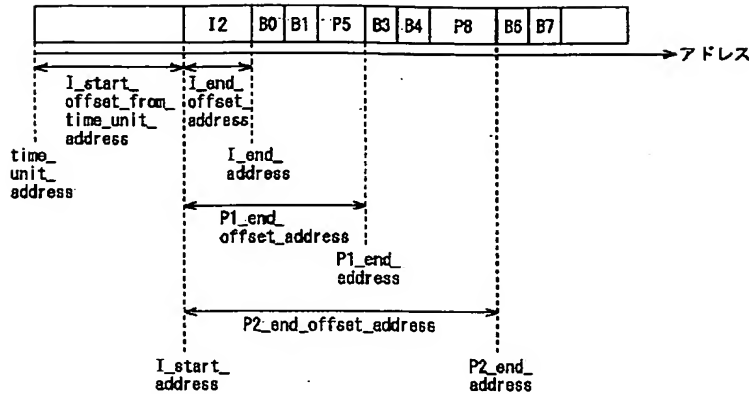 I2 B0 B1 P5 B3 B4 P8 B6 B7
アドレス
I_start_
offset_from_
time_unit_
address
I_end_
offset_
address
time_
unit_
address
I_end_
address
P1_end_
offset_address
P1_end_
address
P2_end_offset_address
I_start_
address
P2_end_
address